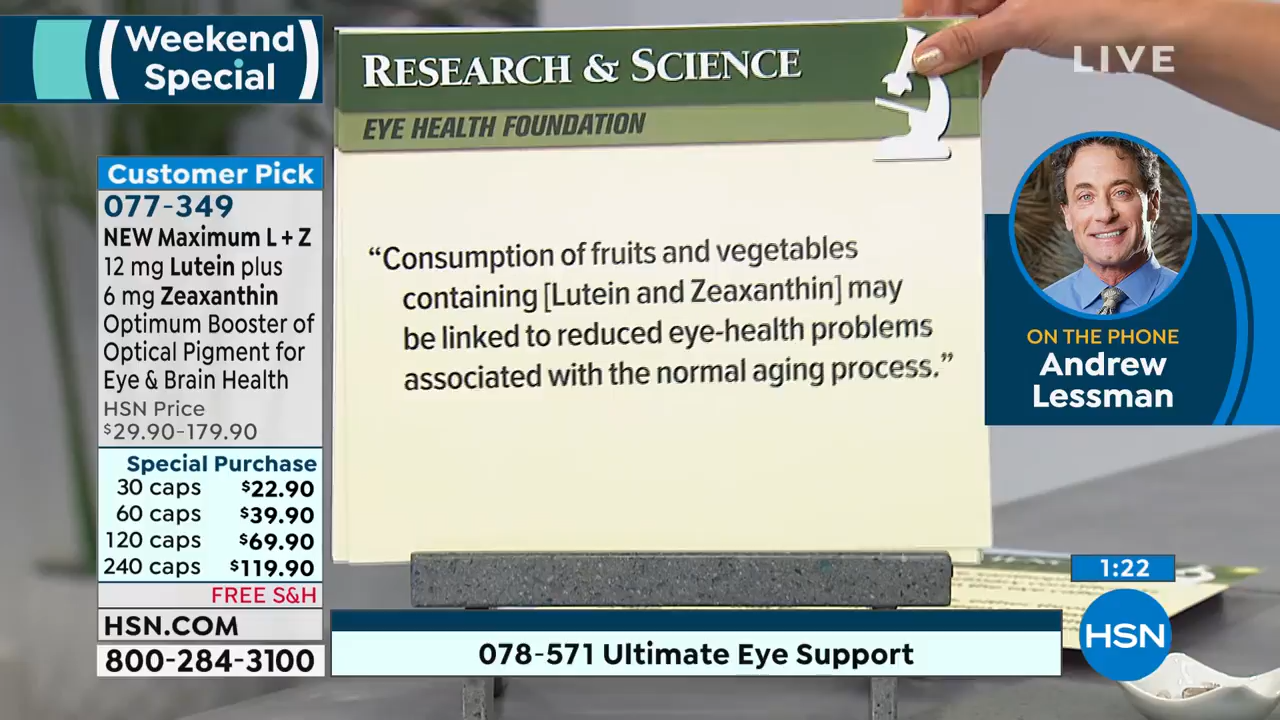 Weekend
Special
Customer Pick
077-349
NEW Maximum L + Z
12 mg Lutein plus
6 mg Zeaxanthin
Optimum Booster of
Optical Pigment for
Eye & Brain Health
HSN Price
$29.90-179.90
Special Purchase
30 caps $22.90
60 caps $39.90
120 caps $69.90
240 caps $119.90
FREE S&H
HSN.COM
800-284-3100
RESEARCH & SCIENCE
EYE HEALTH FOUNDATION
“Consumption of fruits and vegetables
containing [Lutein and Zeaxanthin] may
be linked to reduced eye-health problems
associated with the normal aging process.”
LIVE
ON THE PHONE
Andrew
Lessman
1:22
HSN
078-571 Ultimate Eye Support